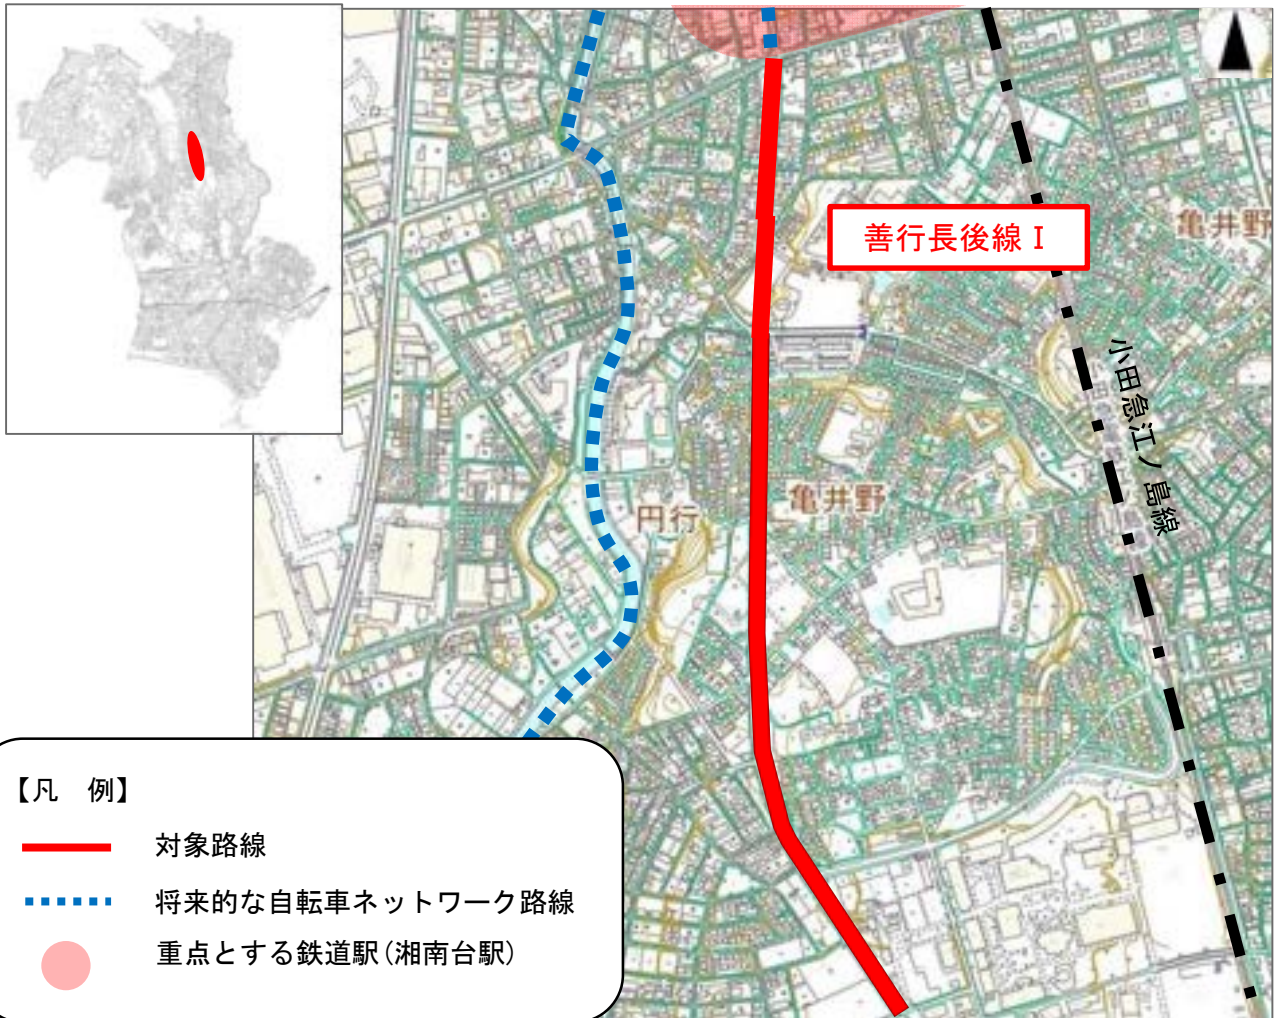 善行長後線Ⅰ
亀井野
小田急江ノ島線
亀井野
円行
【凡　例】
対象路線
将来的な自転車ネットワーク路線
重点とする鉄道駅(湘南台駅)